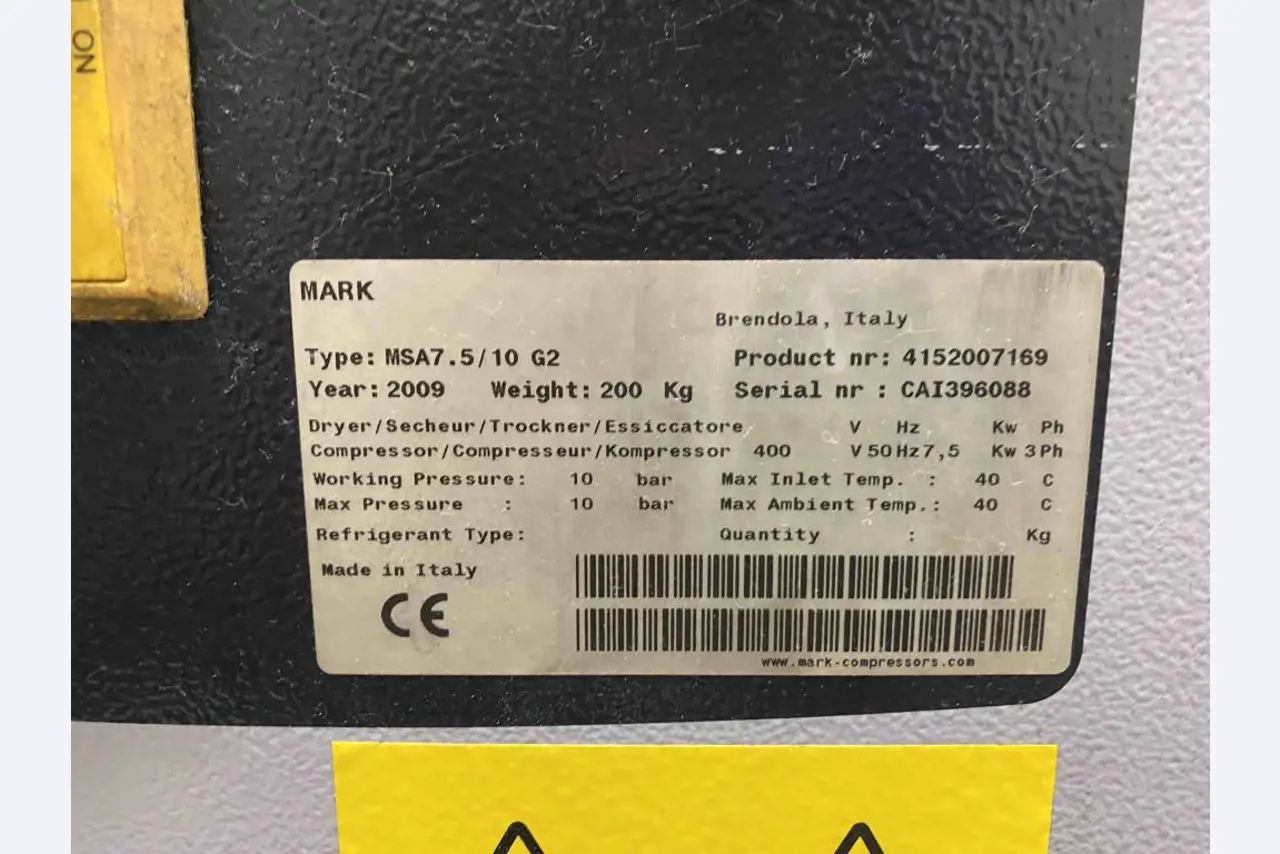 ON
MARK
Brendola, Italy
Type: MSA7.5/10 G2 Product nr: 4152007169
Year: 2009 Weight: 200 Kg Serial nr : CAI396088
Dryer/Secheur/Trockner/Essiccatore V Hz Kw Ph
Compressor/Compresseur/Kompressor 400 V 50 Hz 7,5 Kw 3 Ph
Working Pressure: 10 bar Max Inlet Temp. : 40 C
Max Pressure : 10 bar Max Ambient Temp.: 40 C
Refrigerant Type: Quantity : Kg
Made in Italy
CE
www.mark-compressors.com